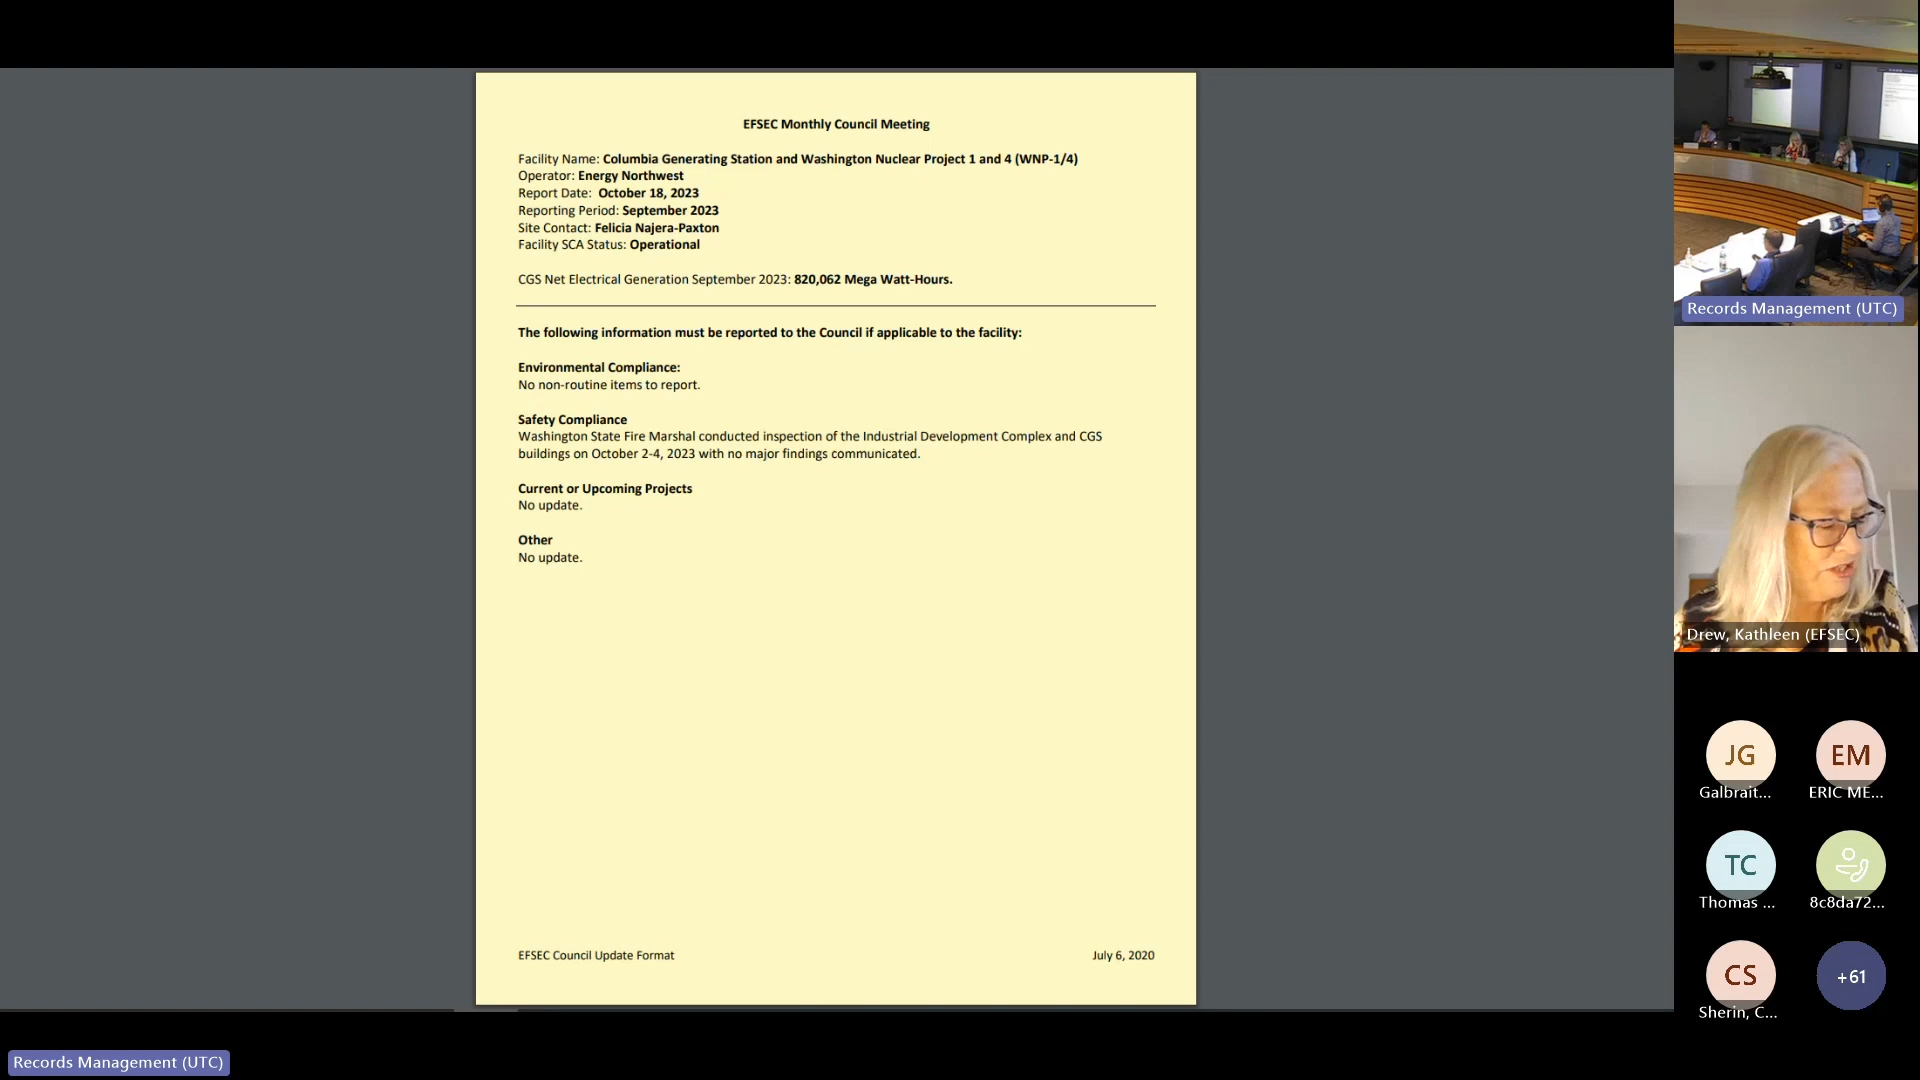 EFSEC Monthly Council Meeting
Facility Name: Columbia Generating Station and Washington Nuclear Project 1 and 4 (WNP-1/4)
Operator: Energy Northwest
Report Date: October 18, 2023
Reporting Period: September 2023
Site Contact: Felicia Najera-Paxton
Facility SCA Status: Operational
CGS Net Electrical Generation September 2023: 820,062 Mega Watt-Hours.
The following information must be reported to the Council if applicable to the facility:
Environmental Compliance:
No non-routine items to report.
Safety Compliance
Washington State Fire Marshal conducted inspection of the Industrial Development Complex and CGS
buildings on October 2-4, 2023 with no major findings communicated.
Current or Upcoming Projects
No update.
Other
No update.
EFSEC Council Update Format July 6, 2020
Records Management (UTC)
Drew, Kathleen (EFSEC)
JG EM
Galbrait... ERIC ME...
TC
Thomas ... 8c8da72...
CS +61
Sherin, C...
Records Management (UTC)